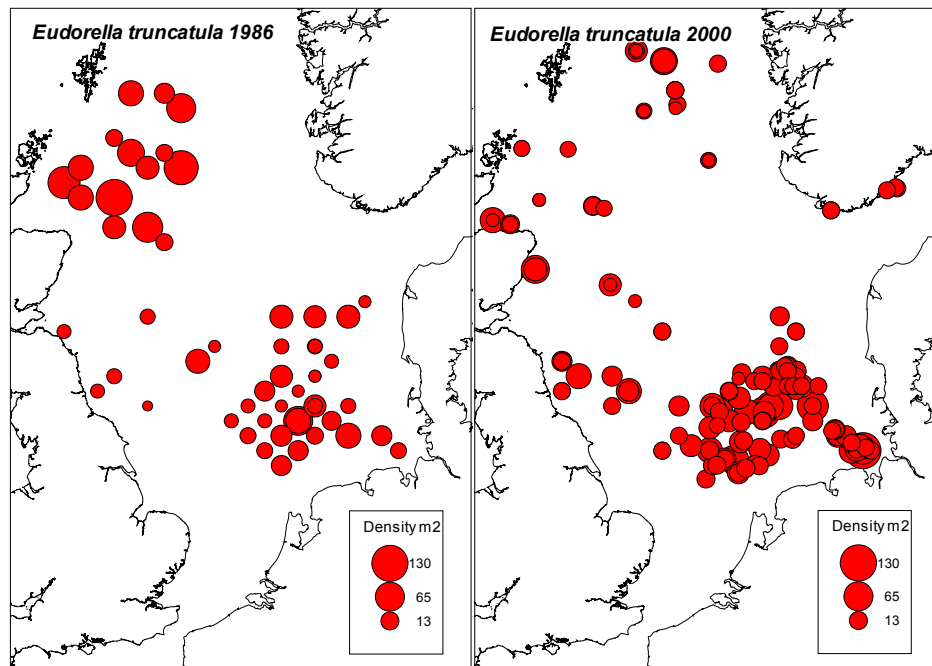 Eudorella truncatula 1986
Density m2
130
65
13
Eudorella truncatula 2000
Density m2
130
65
13